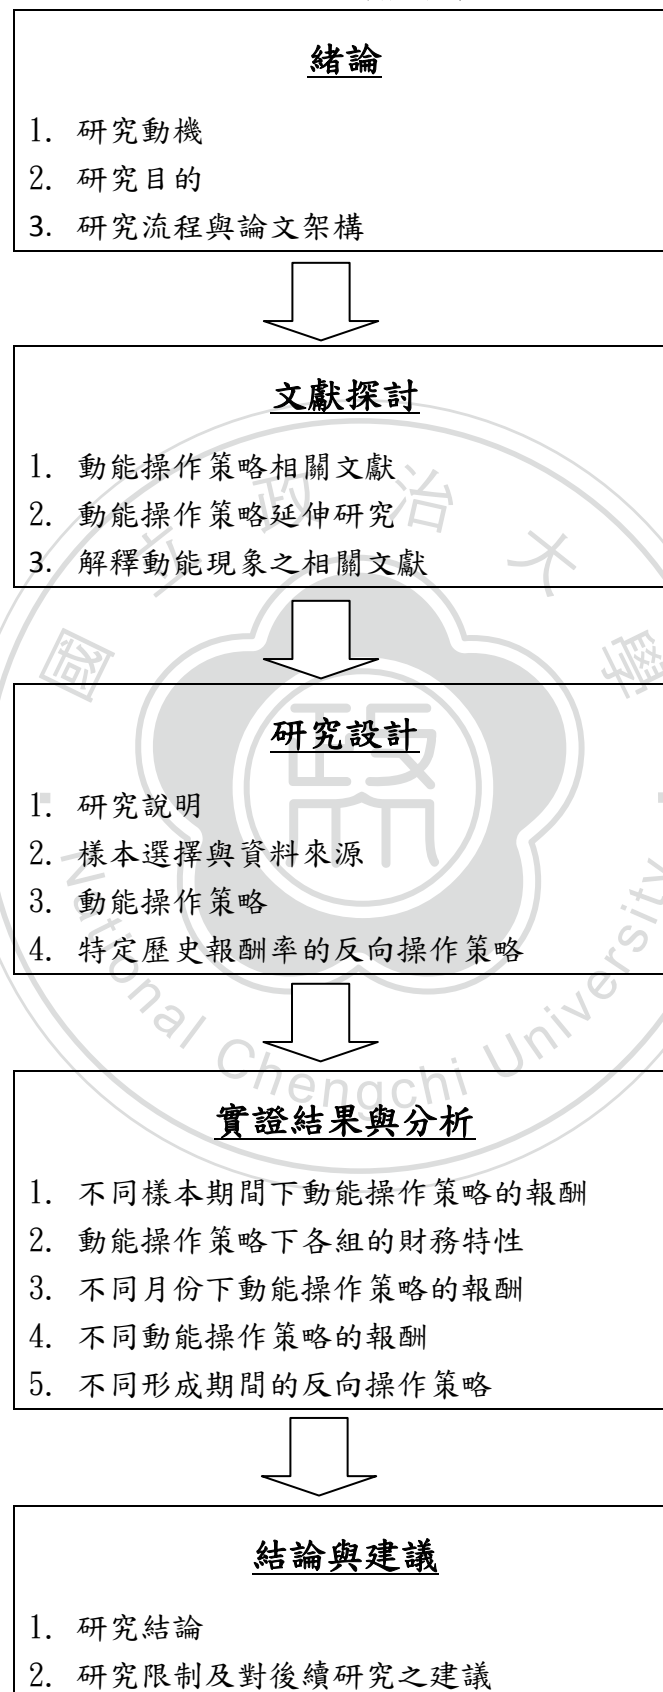 緒論
1. 研究動機
2. 研究目的
3. 研究流程與論文架構
文獻探討
1. 動能操作策略相關文獻
2. 動能操作策略延伸研究
3. 解釋動能現象之相關文獻
研究設計
1. 研究說明
2. 樣本選擇與資料來源
3. 動能操作策略
4. 特定歷史報酬率的反向操作策略
實證結果與分析
1. 不同樣本期間下動能操作策略的報酬
2. 動能操作策略下各組的財務特性
3. 不同月份下動能操作策略的報酬
4. 不同動能操作策略的報酬
5. 不同形成期間的反向操作策略
結論與建議
1. 研究結論
2. 研究限制及對後續研究之建議
國立政治大學
National Chengchi University